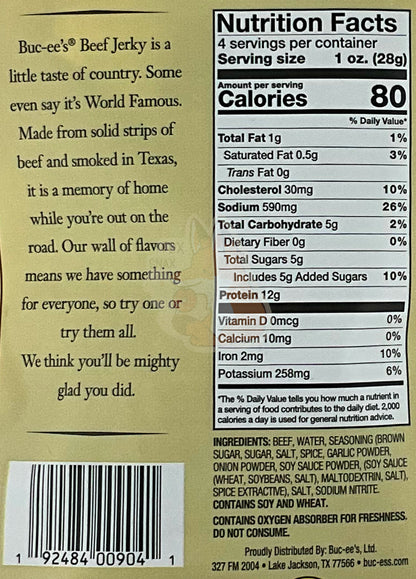 Buc-ee's® Beef Jerky is a
little taste of country. Some
even say it's World Famous.
Made from solid strips of
beef and smoked in Texas,
it is a memory of home
while you're out on the
road. Our wall of flavors
means we have something
for everyone, so try one or
try them all.
We think you'll be mighty
glad you did.
1 92484 00904 1
Nutrition Facts
4 servings per container
Serving size 1 oz. (28g)
Amount per serving
Calories 80
% Daily Value*
Total Fat 1g 1%
Saturated Fat 0.5g 3%
Trans Fat 0g
Cholesterol 30mg 10%
Sodium 590mg 26%
Total Carbohydrate 5g 2%
Dietary Fiber 0g 0%
Total Sugars 5g
Includes 5g Added Sugars 10%
Protein 12g
Vitamin D 0mcg 0%
Calcium 10mg 0%
Iron 2mg 10%
Potassium 258mg 6%
*The % Daily Value tells you how much a nutrient in
a serving of food contributes to the daily diet. 2,000
calories a day is used for general nutrition advice.
INGREDIENTS: BEEF, WATER, SEASONING (BROWN
SUGAR, SUGAR, SALT, SPICE, GARLIC POWDER,
ONION POWDER, SOY SAUCE POWDER, (SOY SAUCE
(WHEAT, SOYBEANS, SALT), MALTODEXTRIN, SALT),
SPICE EXTRACTIVE), SALT, SODIUM NITRITE.
CONTAINS SOY AND WHEAT.
CONTAINS OXYGEN ABSORBER FOR FRESHNESS.
DO NOT CONSUME.
Proudly Distributed By: Buc-ee's, Ltd.
327 FM 2004 • Lake Jackson, TX 77566 • buc-ees.com